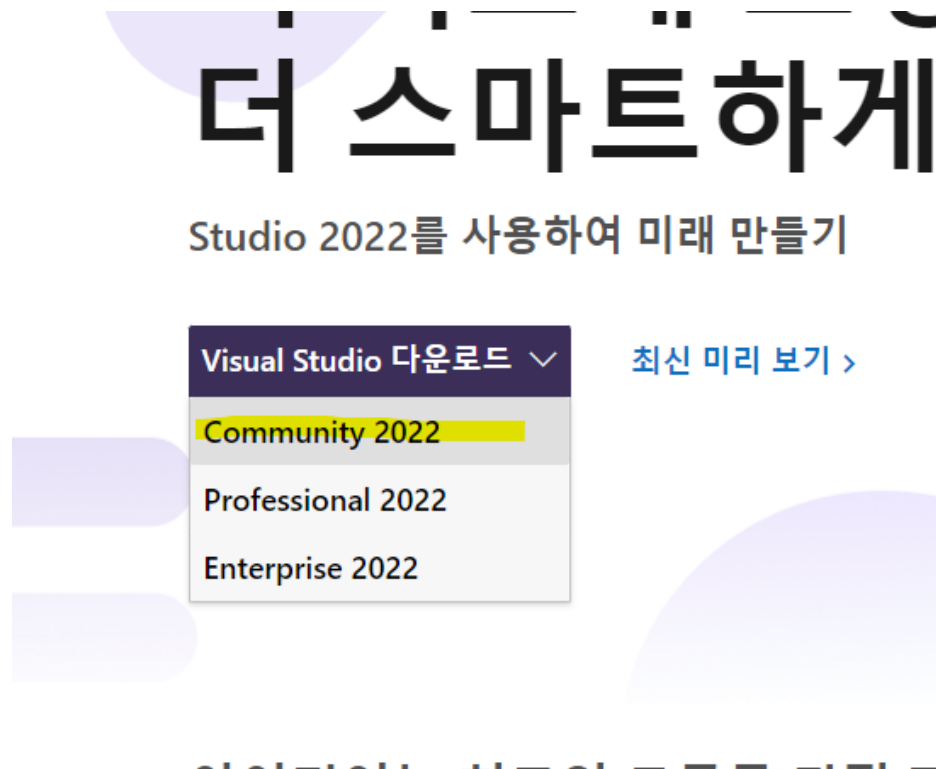 더 스마트하게
Studio 2022를 사용하여 미래 만들기
Visual Studio 다운로드
최신 미리 보기 >
Community 2022
Professional 2022
Enterprise 2022